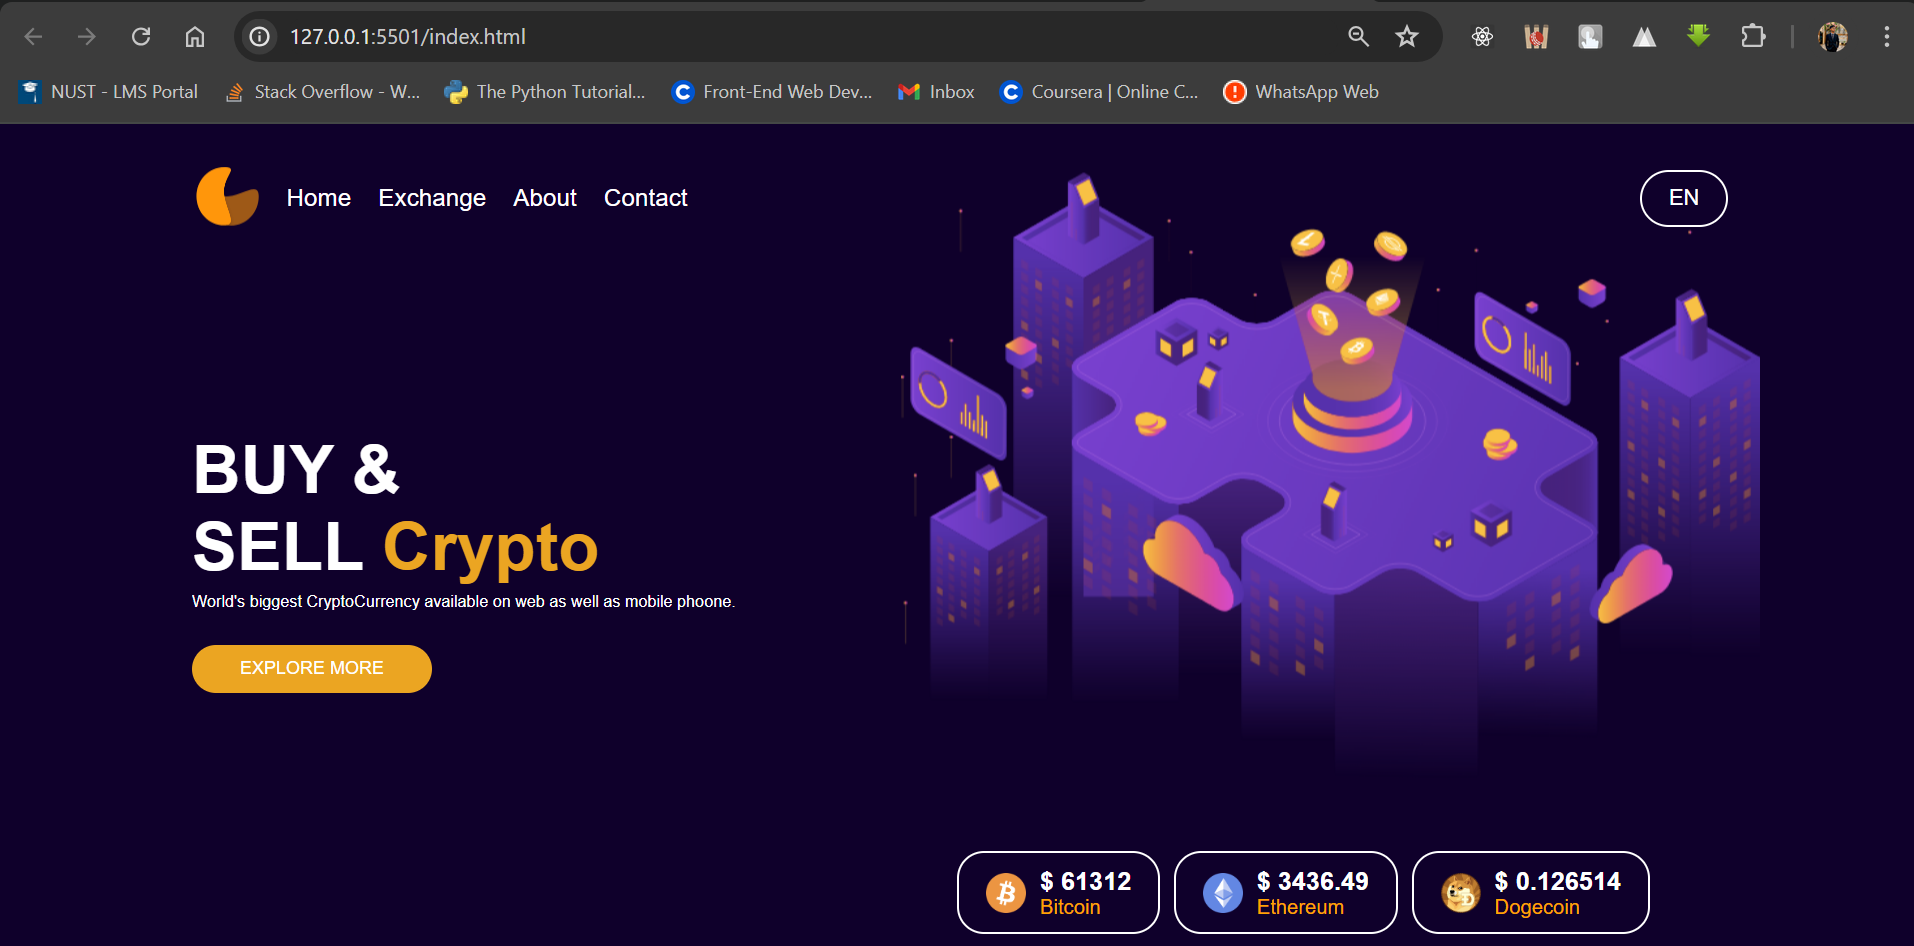 127.0.0.1:5501/index.html
NUST - LMS Portal Stack Overflow - W... The Python Tutorial... Front-End Web Dev... Inbox Coursera | Online C... WhatsApp Web
Home Exchange About Contact EN
BUY &
SELL Crypto
World's biggest CryptoCurrency available on web as well as mobile phoone.
EXPLORE MORE
$ 61312 $ 3436.49 $ 0.126514
Bitcoin Ethereum Dogecoin